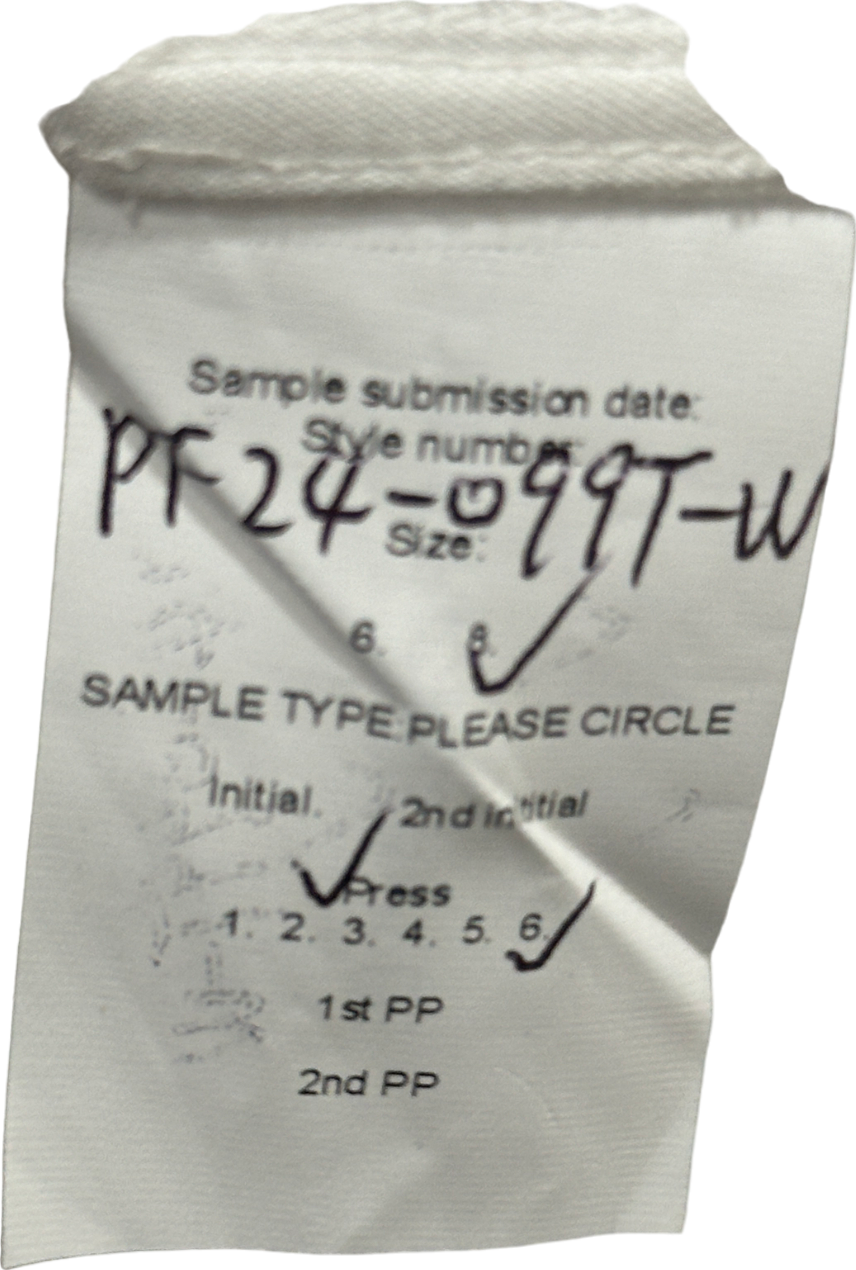 Sample submission date:
Style number:
PF24-099T-W
Size:
6. 8.
SAMPLE TYPE:PLEASE CIRCLE
Initial. 2nd intitial
Press
1. 2. 3. 4. 5. 6.
1st PP
2nd PP